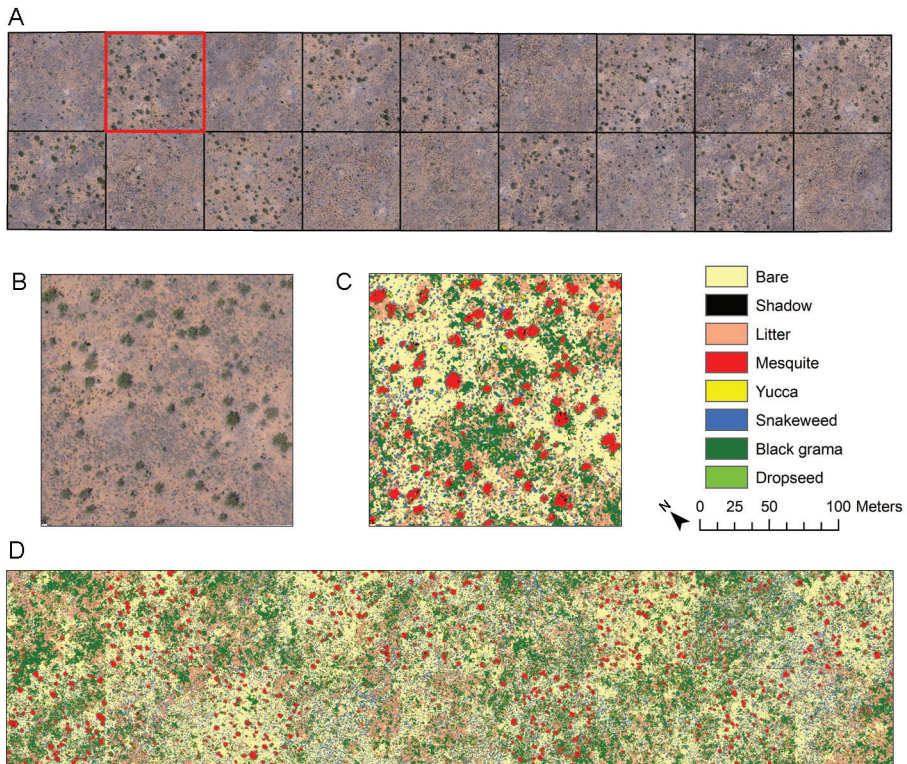 A
B
C
Bare
Shadow
Litter
Mesquite
Yucca
Snakeweed
Black grama
Dropseed
N
0 25 50 100 Meters
D